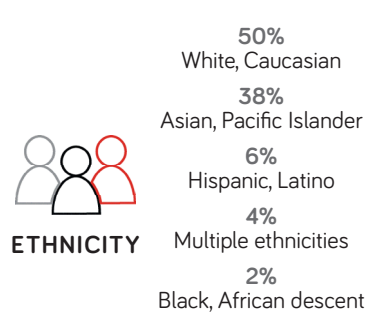 50%
White, Caucasian
38%
Asian, Pacific Islander
6%
Hispanic, Latino
4%
ETHNICITY
Multiple ethnicities
2%
Black, African descent